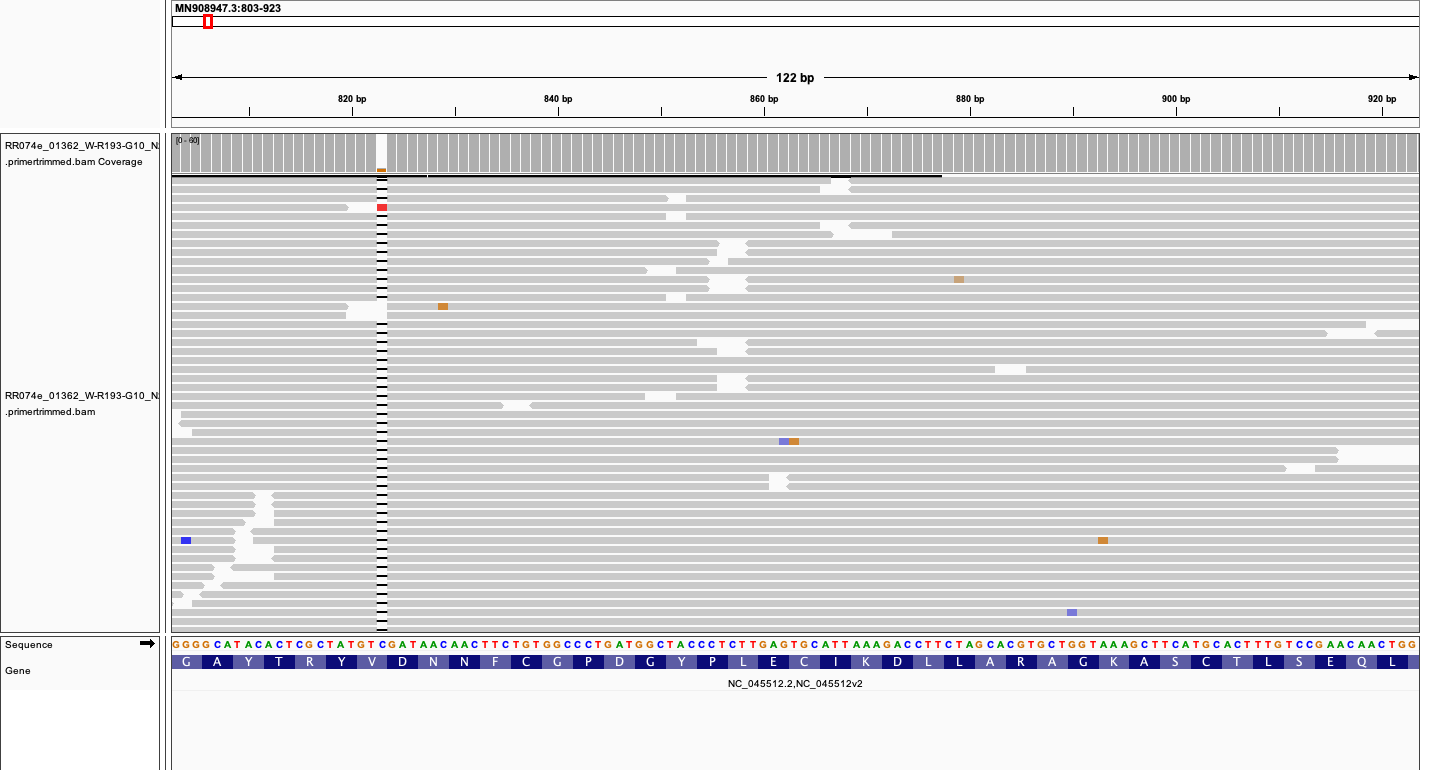 MN908947.3:803-923
122 bp
820 bp 840 bp 860 bp 880 bp 900 bp 920 bp
RR074e_01362_W-R193-G10_N
.primertrimmed.bam Coverage
[0 - 60]
RR074e_01362_W-R193-G10_N
.primertrimmed.bam
Sequence
GGGGCATACACTCGCTATGTCGATAACAACTTCTGTGGCCCTGATGGCTACCCTCTTGAGTGCATTAAAGACCTTCTAGCACGTGCTGGTAAAGCTTCATGCACTTTGTCCGAACAACTGG
Gene
G A Y T R Y V D N N F C G P D G Y P L E C I K D L L A R A G K A S C T L S E Q L
NC_045512.2,NC_045512v2